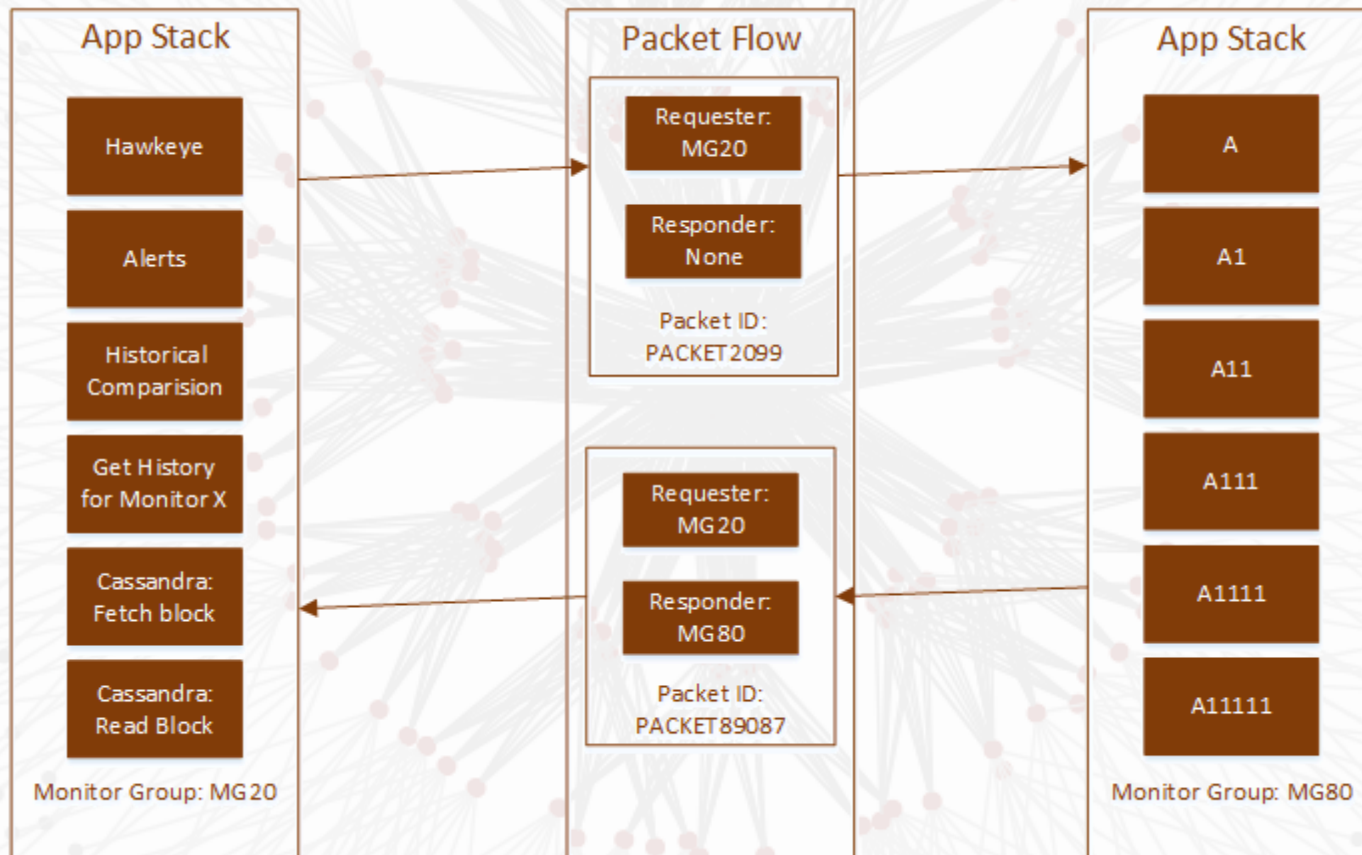 App Stack
Hawkeye
Alerts
Historical
Comparision
Get History
for Monitor X
Cassandra:
Fetch block
Cassandra:
Read Block
Monitor Group: MG20
Packet Flow
Requester:
MG20
Responder:
None
Packet ID:
PACKET2099
Requester:
MG20
Responder:
MG80
Packet ID:
PACKET89087
App Stack
A
A1
A11
A111
A1111
A11111
Monitor Group: MG80